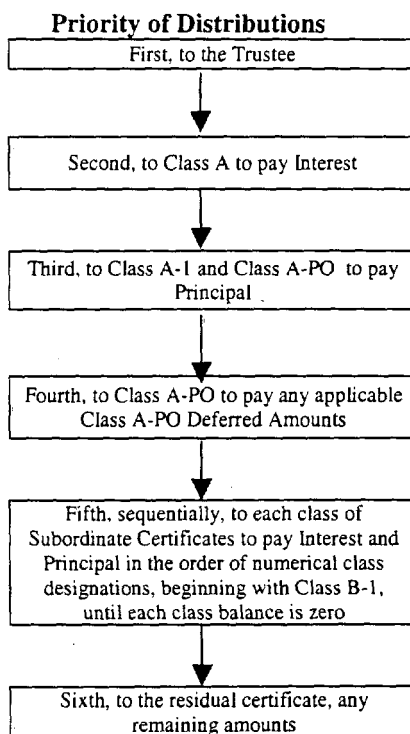 Priority of Distributions
First, to the Trustee
Second, to Class A to pay Interest
Third, to Class A-1 and Class A-PO to pay
Principal
Fourth, to Class A-PO to pay any applicable
Class A-PO Deferred Amounts
Fifth, sequentially, to each class of
Subordinate Certificates to pay Interest and
Principal in the order of numerical class
designations, beginning with Class B-1,
until each class balance is zero
Sixth, to the residual certificate, any
remaining amounts